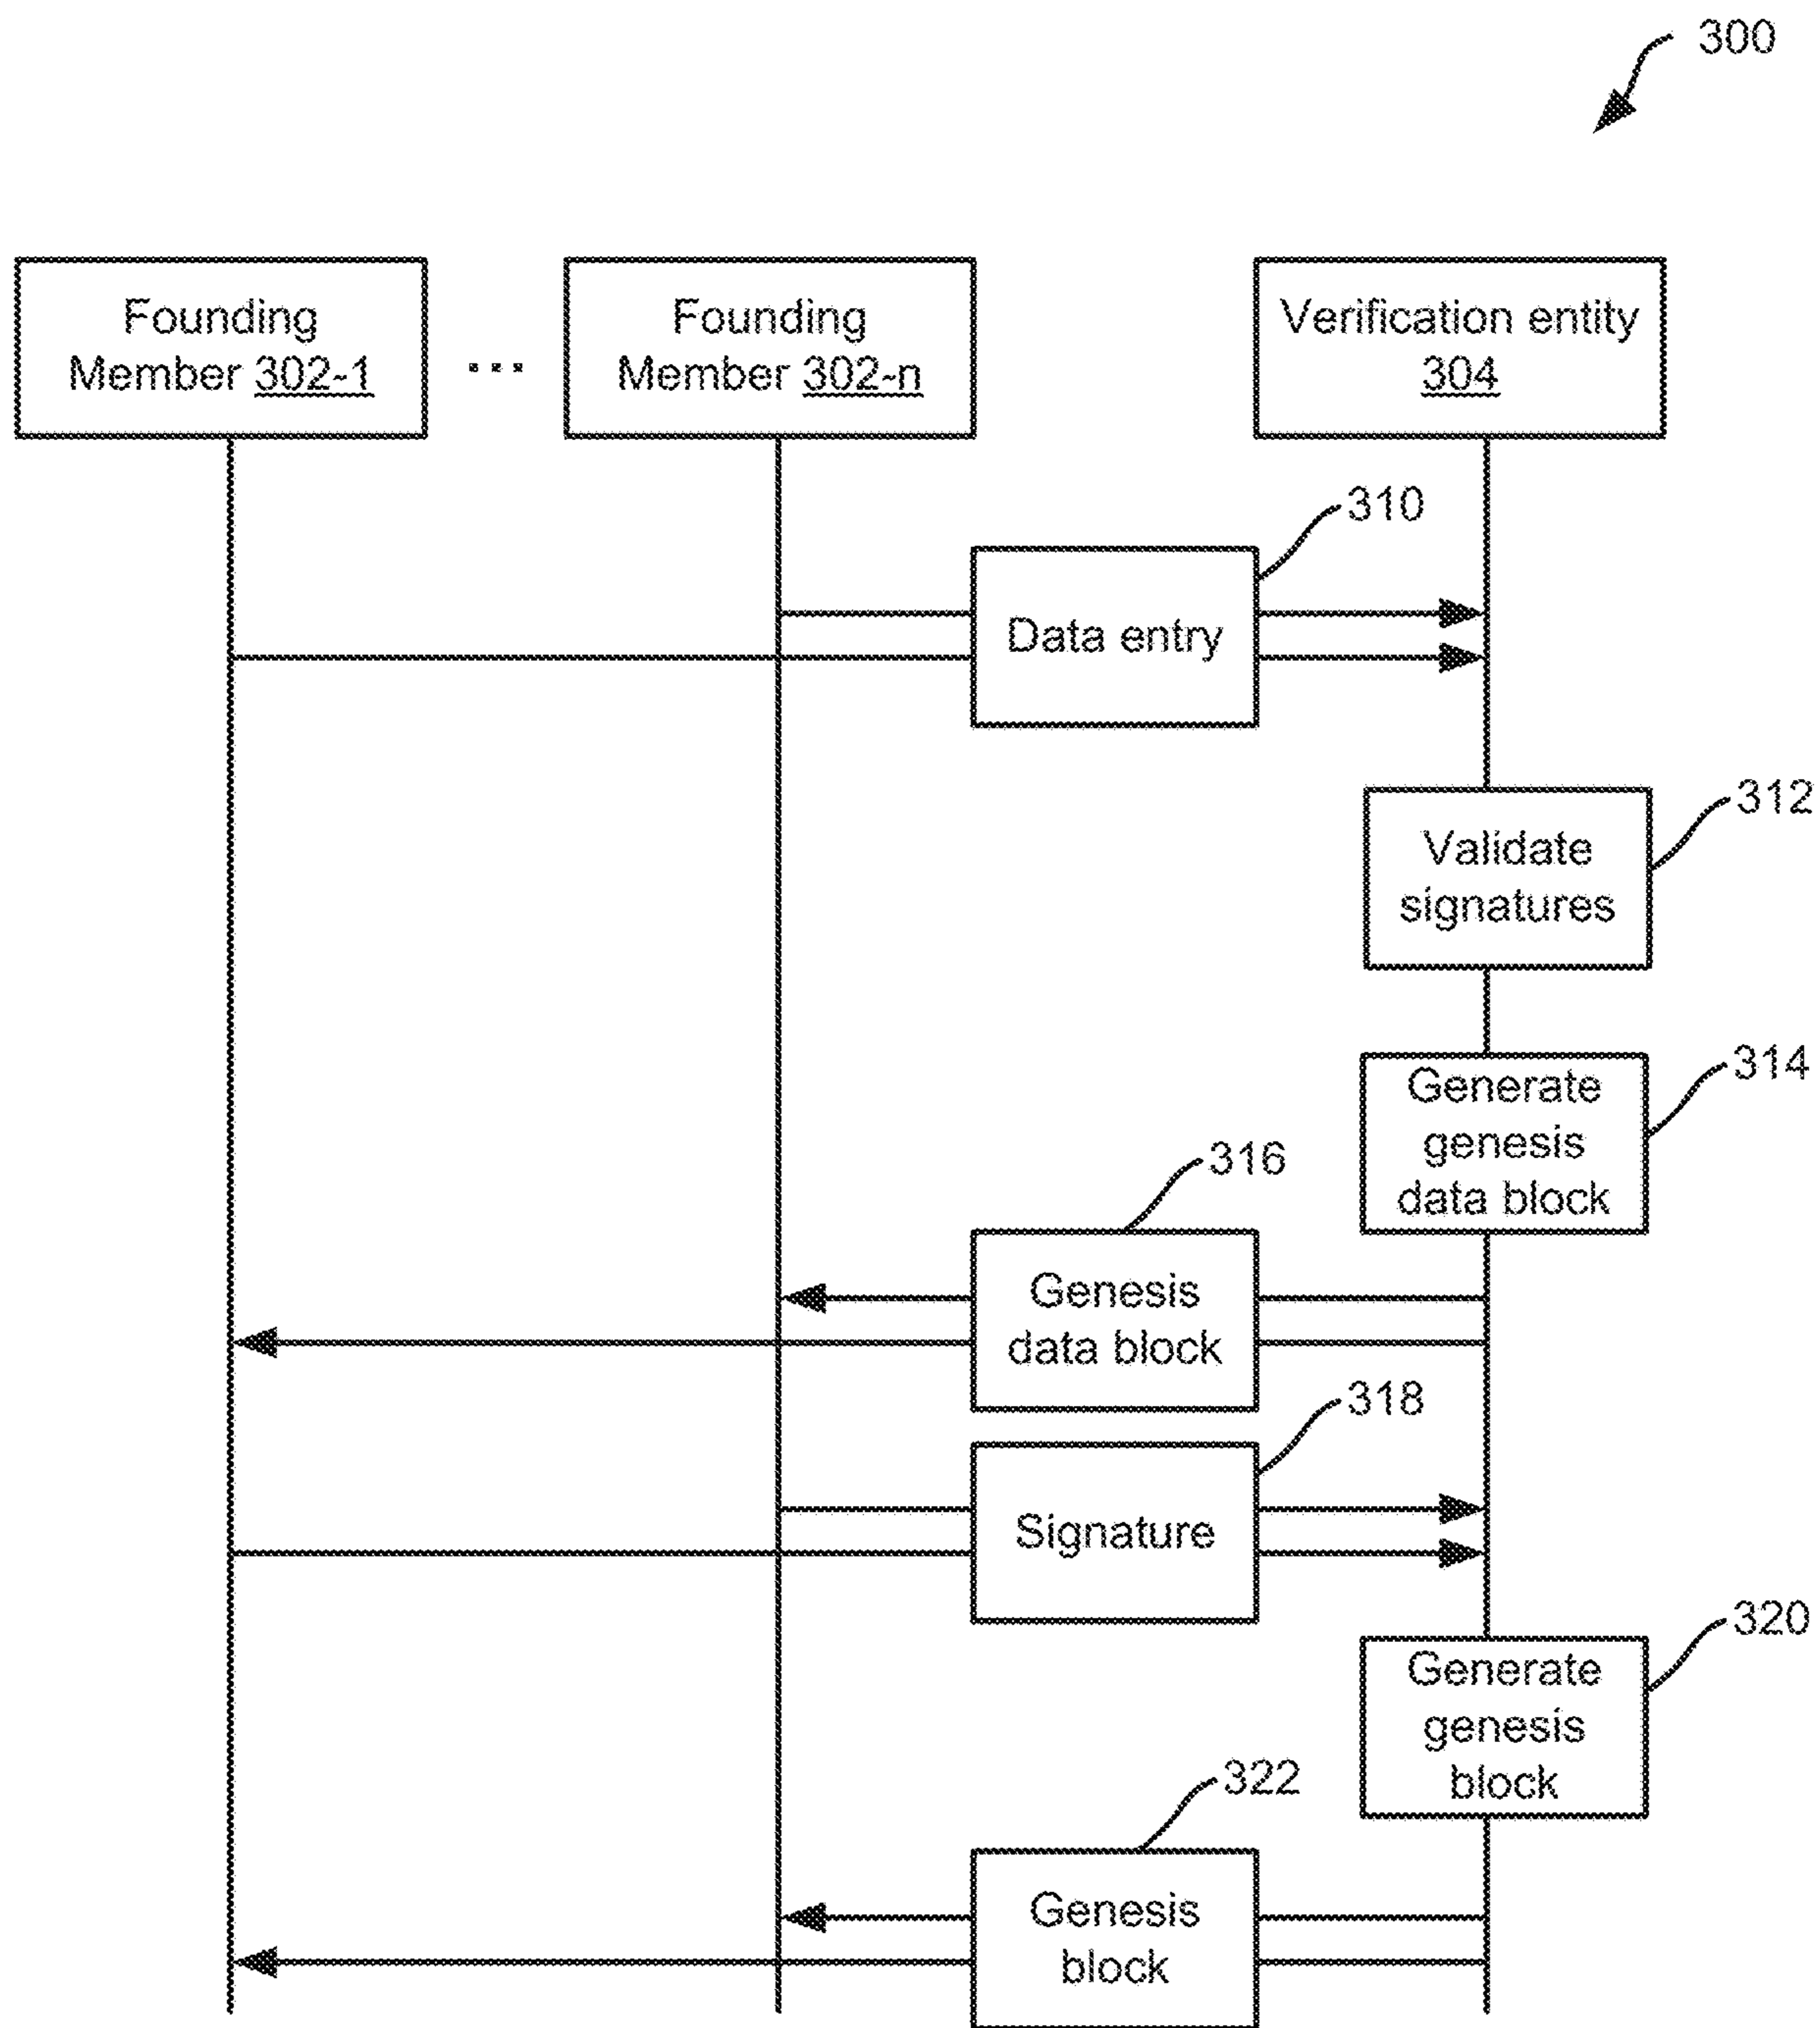 300
Founding
Member 302-1
...
Founding
Member 302-n
Verification entity
304
310
Data entry
312
Validate
signatures
314
Generate
genesis
data block
316
Genesis
data block
318
Signature
320
Generate
genesis
block
322
Genesis
block